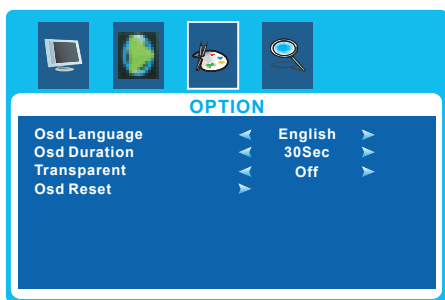 OPTION
Osd Language English
Osd Duration 30Sec
Transparent Off
Osd Reset